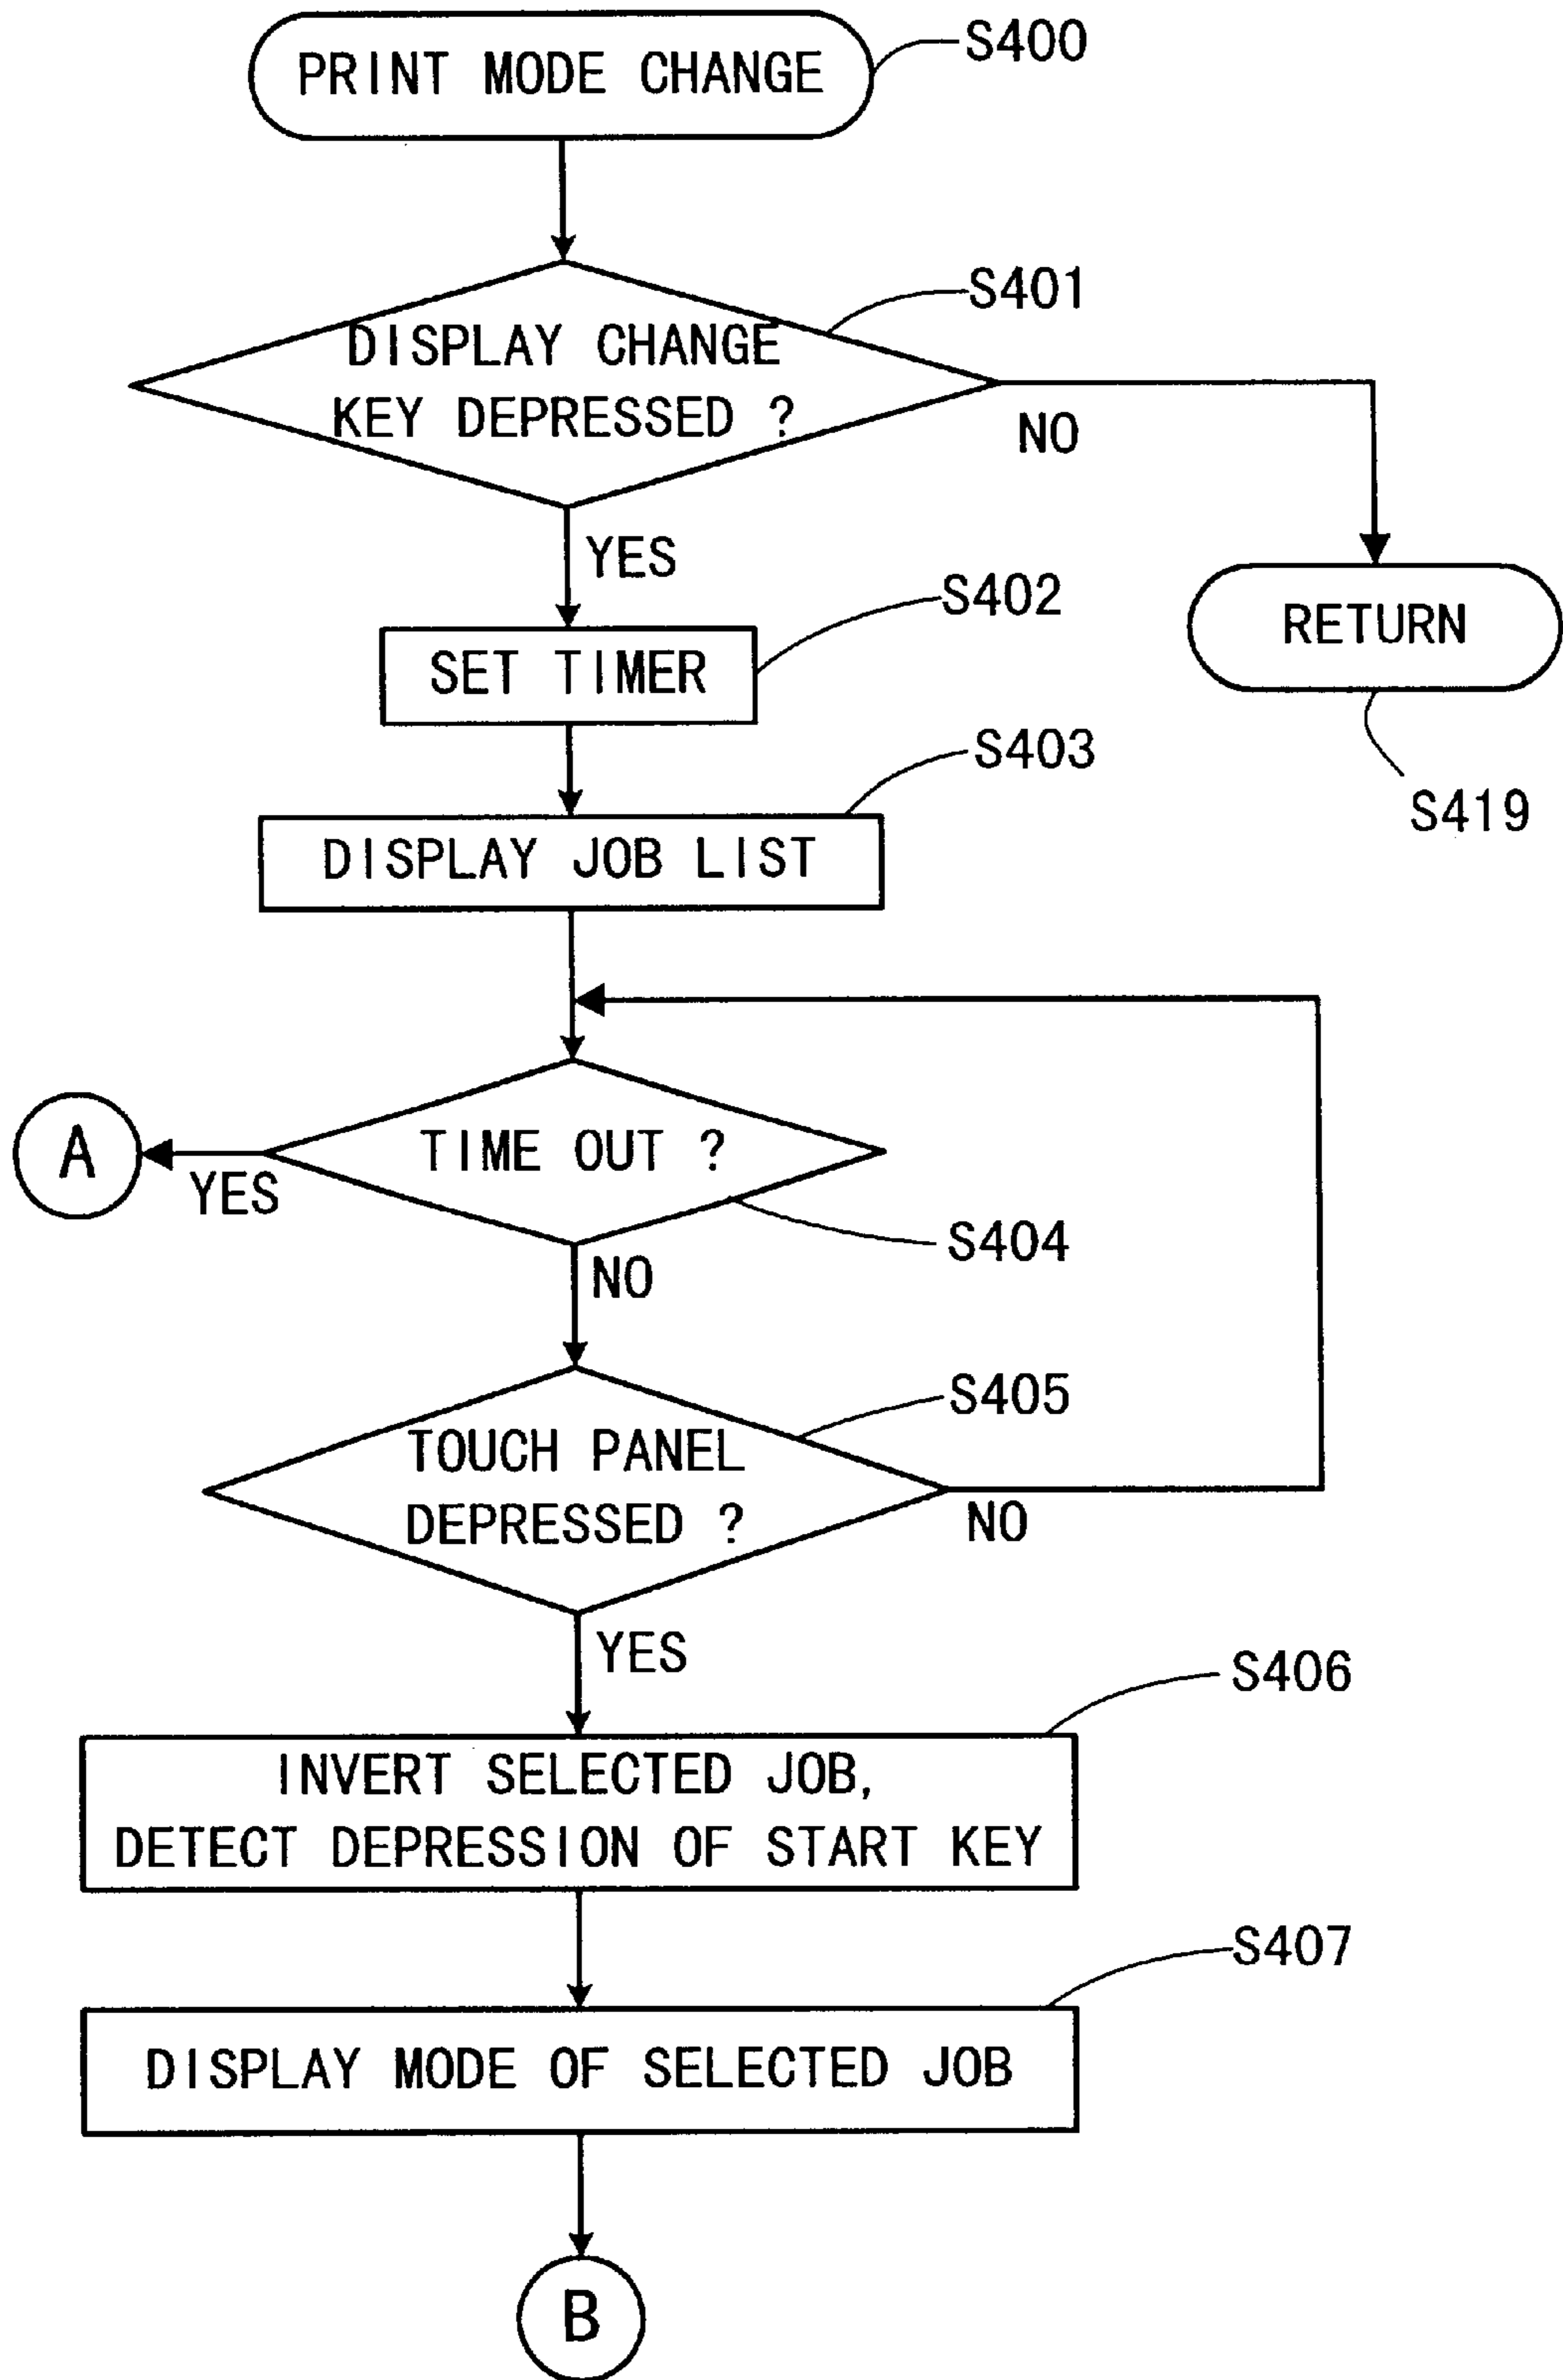 PRINT MODE CHANGE
S400
S401
DISPLAY CHANGE
KEY DEPRESSED ?
NO
YES
S402
SET TIMER
RETURN
S403
S419
DISPLAY JOB LIST
A
TIME OUT ?
YES
S404
NO
S405
TOUCH PANEL
DEPRESSED ?
NO
YES
S406
INVERT SELECTED JOB,
DETECT DEPRESSION OF START KEY
S407
DISPLAY MODE OF SELECTED JOB
B